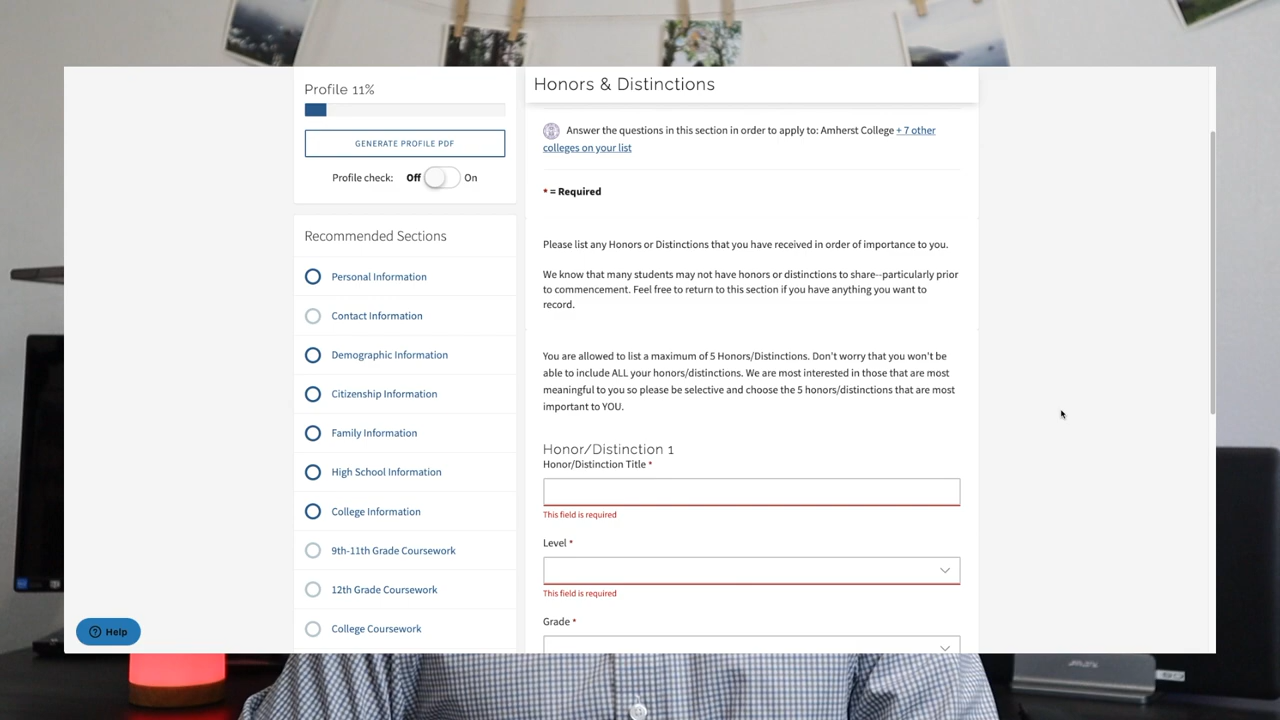 Profile 11%
GENERATE PROFILE PDF
Profile check: Off On
Recommended Sections
Personal Information
Contact Information
Demographic Information
Citizenship Information
Family Information
High School Information
College Information
9th-11th Grade Coursework
12th Grade Coursework
College Coursework
Help
Honors & Distinctions
Answer the questions in this section in order to apply to: Amherst College + 7 other
colleges on your list
* = Required
Please list any Honors or Distinctions that you have received in order of importance to you.
We know that many students may not have honors or distinctions to share--particularly prior
to commencement. Feel free to return to this section if you have anything you want to
record.
You are allowed to list a maximum of 5 Honors/Distinctions. Don't worry that you won't be
able to include ALL your honors/distinctions. We are most interested in those that are most
meaningful to you so please be selective and choose the 5 honors/distinctions that are most
important to YOU.
Honor/Distinction 1
Honor/Distinction Title *
This field is required
Level *
This field is required
Grade *